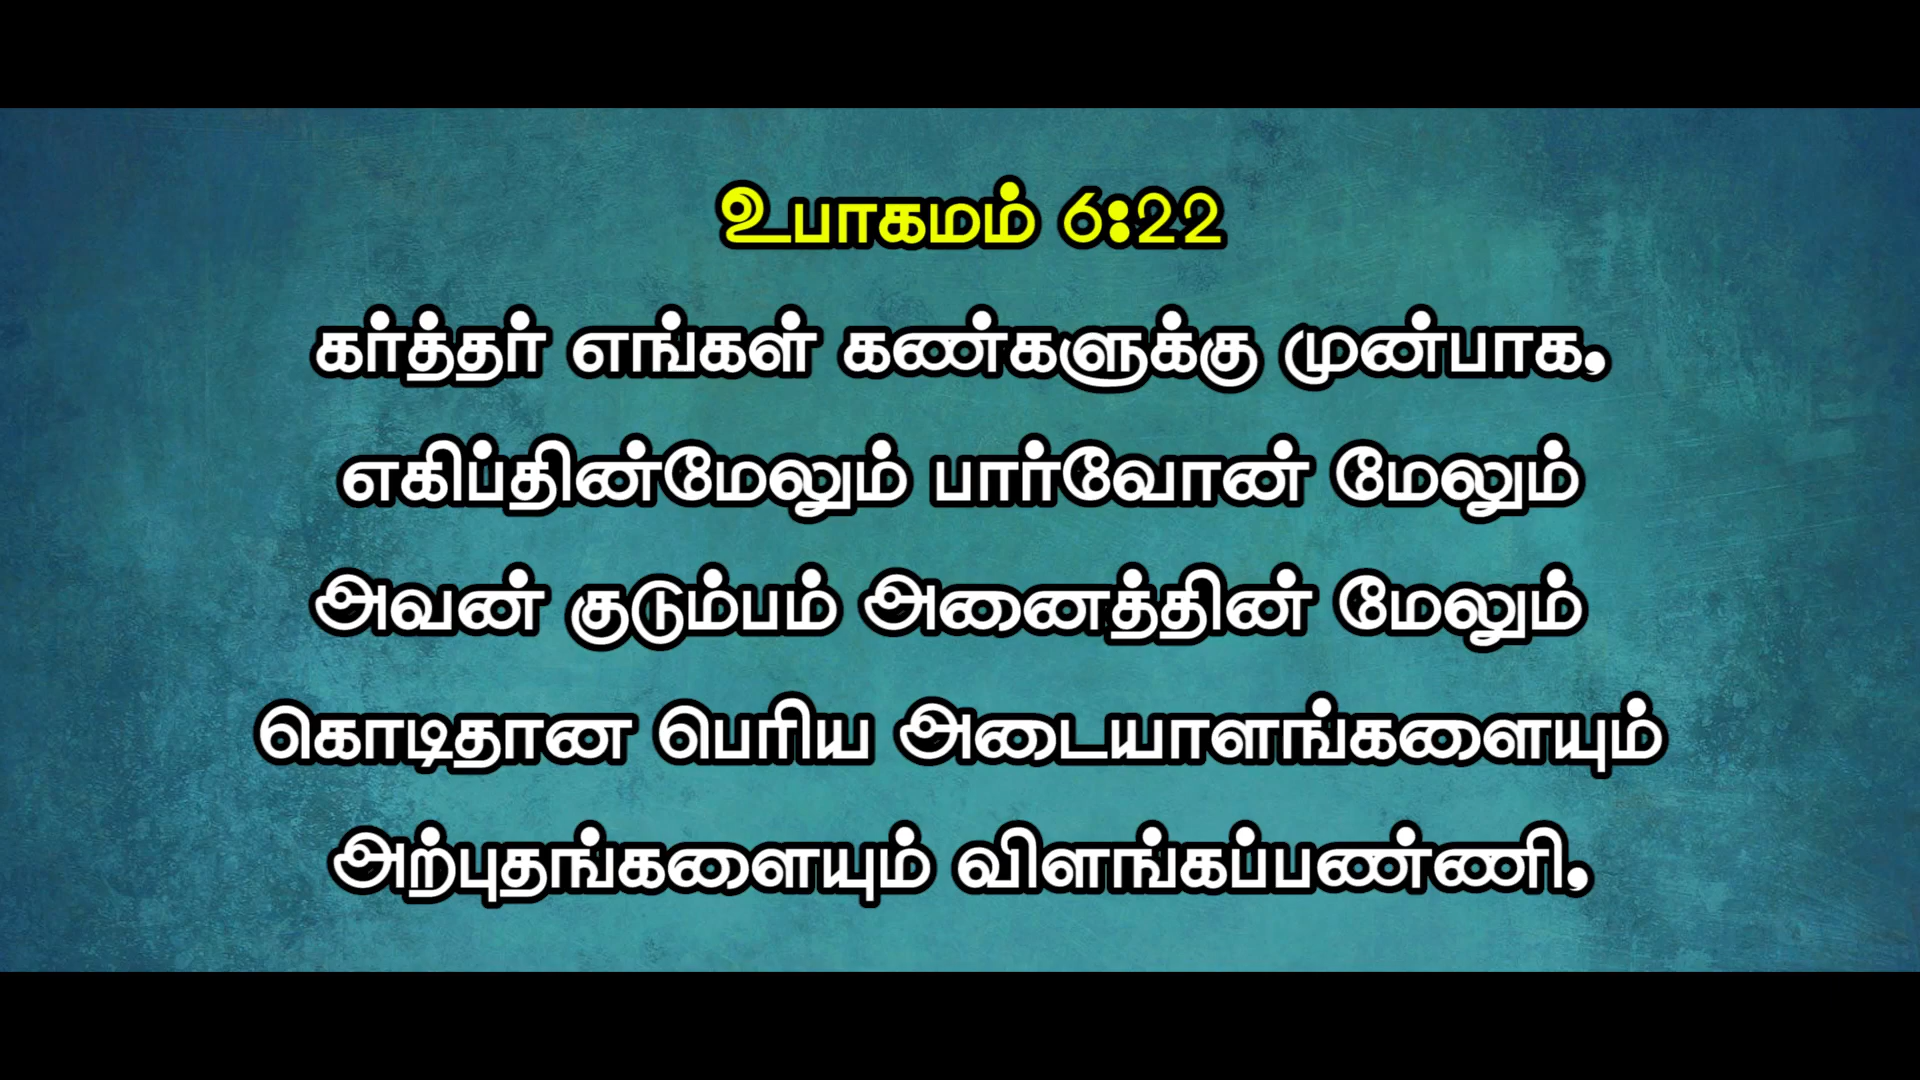 உபாகமம் 6:22
கர்த்தர் எங்கள் கண்களுக்கு முன்பாக,
எகிப்தின்மேலும் பார்வோன் மேலும்
அவன் குடும்பம் அனைத்தின் மேலும்
கொடிதான பெரிய அடையாளங்களையும்
அற்புதங்களையும் விளங்கப்பண்ணி,